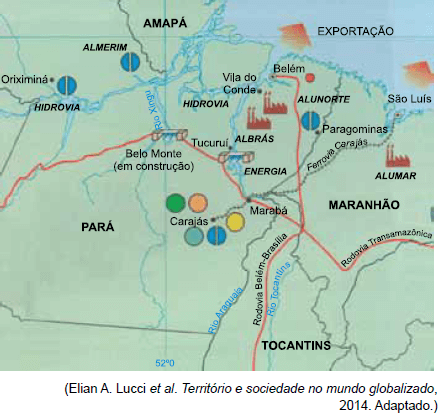 AMAPÁ
EXPORTAÇÃO
ALMERIM
Belém
Oriximiná
Vila do
Conde
HIDROVIA
HIDROVIA
Rio Xingu
ALUNORTE
São Luís
Tucuruí
ALBRÁS
Paragominas
Belo Monte
(em construção)
ENERGIA
Ferrovia Carajás
ALUMAR
PARÁ
Carajás
Marabá
MARANHÃO
Rodovia Transamazônica
Rio Araguaia
Rodovia Belém-Brasília
Rio Tocantins
TOCANTINS
52°0
(Elian A. Lucci et al. Território e sociedade no mundo globalizado,
2014. Adaptado.)